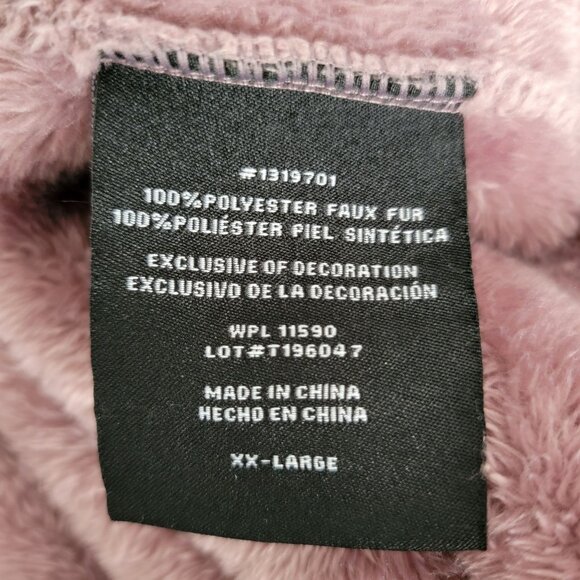 #1319701
100%POLYESTER FAUX FUR
100%POLIÉSTER PIEL SINTÉTICA
EXCLUSIVE OF DECORATION
EXCLUSIVO DE LA DECORACIÓN
WPL 11590
LOT#T196047
MADE IN CHINA
HECHO EN CHINA
XX-LARGE